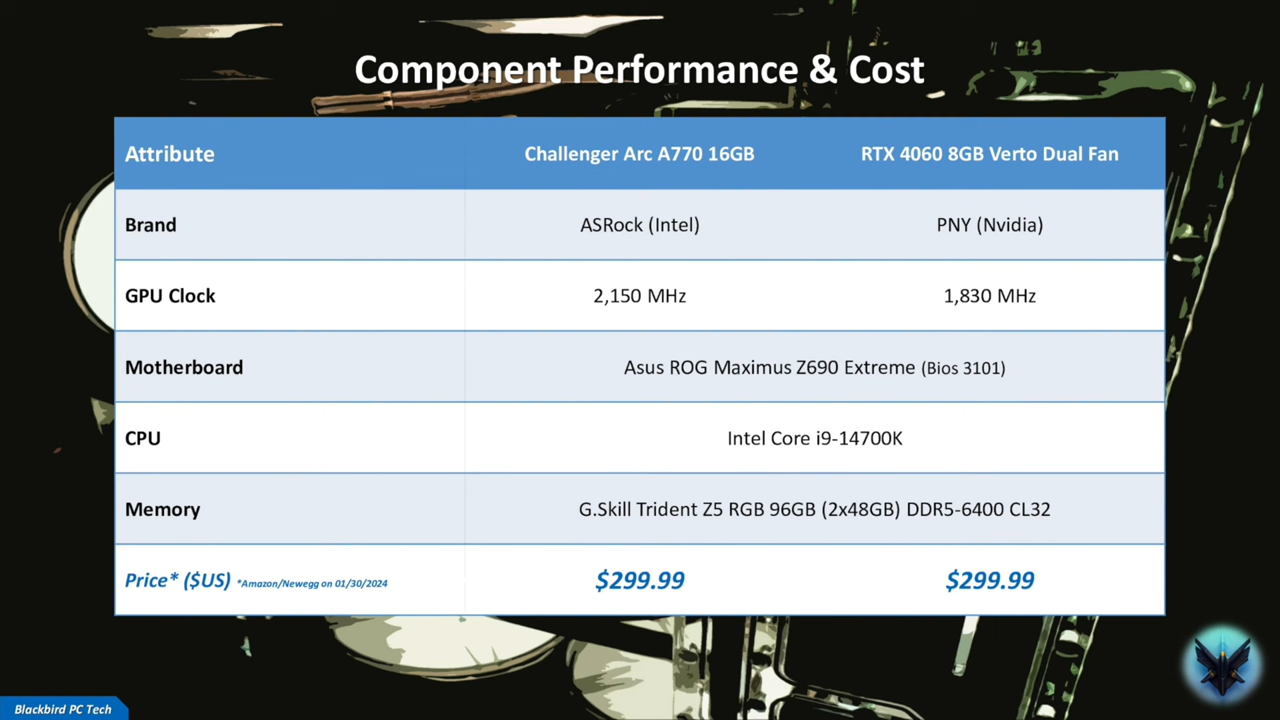 Component Performance & Cost
Attribute Challenger Arc A770 16GB RTX 4060 8GB Verto Dual Fan
Brand ASRock (Intel) PNY (Nvidia)
GPU Clock 2,150 MHz 1,830 MHz
Motherboard Asus ROG Maximus Z690 Extreme (Bios 3101)
CPU Intel Core i9-14700K
Memory G.Skill Trident Z5 RGB 96GB (2x48GB) DDR5-6400 CL32
Price* ($US) *Amazon/Newegg on 01/30/2024 $299.99 $299.99
Blackbird PC Tech